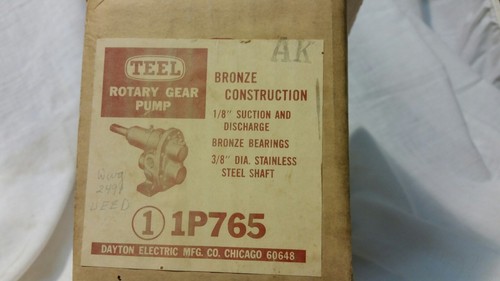 AK
TEEL
ROTARY GEAR
PUMP
BRONZE
CONSTRUCTION
1/8" SUCTION AND
DISCHARGE
BRONZE BEARINGS
3/8" DIA. STAINLESS
STEEL SHAFT
USED
1 1P765
DAYTON ELECTRIC MFG. CO. CHICAGO 60648